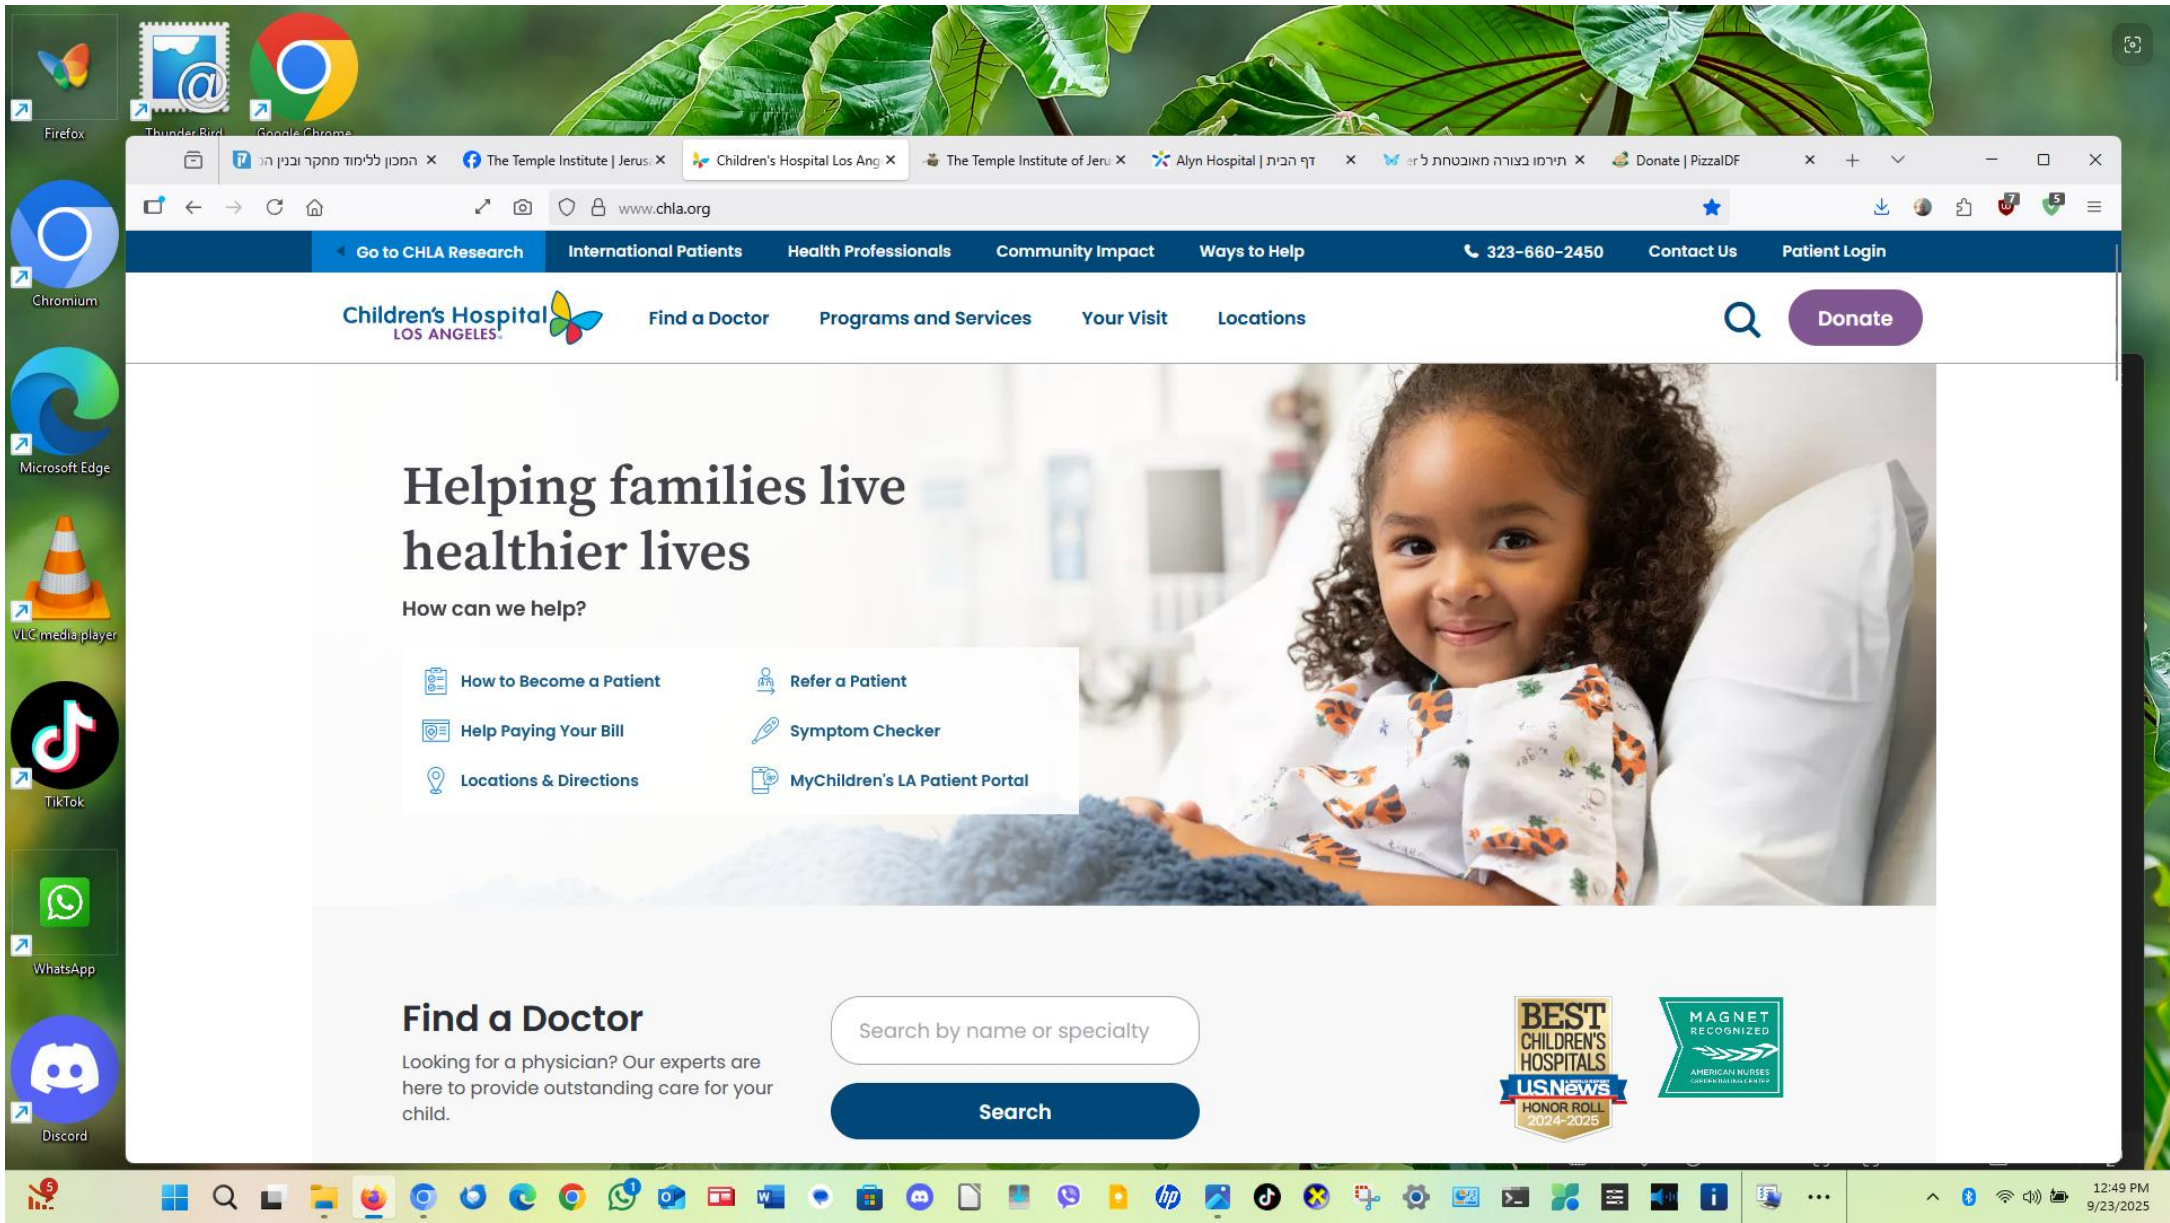 Firefox
Thunder Bird
Google Chrome
Chromium
Microsoft Edge
VLC media player
TikTok
WhatsApp
Discord
המכון ללימוד מחקר ובנין המ
The Temple Institute | Jerus
Children's Hospital Los Ang
The Temple Institute of Jeru
Alyn Hospital | דף הבית
תירמו בצורה מאובטחת ל
Donate | PizzaIDF
www.chla.org
7
5
Go to CHLA Research
International Patients
Health Professionals
Community Impact
Ways to Help
323-660-2450
Contact Us
Patient Login
Children's Hospital
LOS ANGELES
Find a Doctor
Programs and Services
Your Visit
Locations
Donate
Helping families live
healthier lives
How can we help?
How to Become a Patient
Refer a Patient
Help Paying Your Bill
Symptom Checker
Locations & Directions
MyChildren's LA Patient Portal
Find a Doctor
Looking for a physician? Our experts are
here to provide outstanding care for your
child.
Search by name or specialty
Search
BEST
CHILDREN'S
HOSPITALS
U.S.News
HONOR ROLL
2024-2025
MAGNET
RECOGNIZED
AMERICAN NURSES
CREDENTIALING CENTER
5
1
12:49 PM
9/23/2025